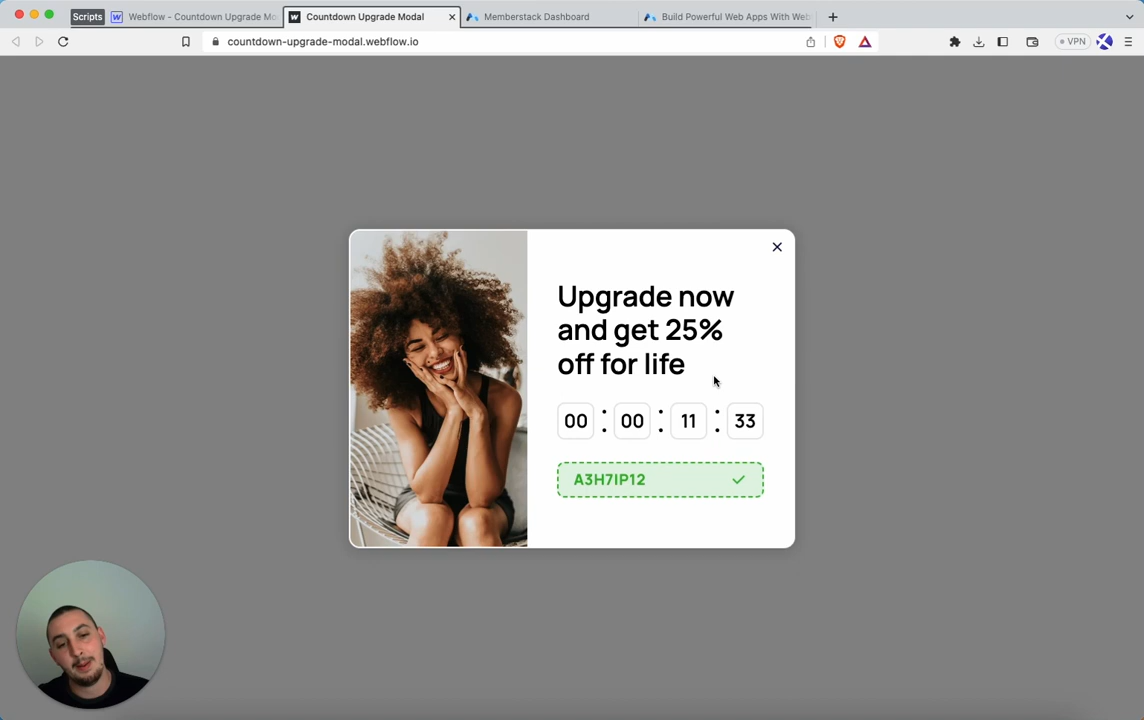 Scripts
Webflow - Countdown Upgrade Mo
Countdown Upgrade Modal
Memberstack Dashboard
Build Powerful Web Apps With Web
countdown-upgrade-modal.webflow.io
VPN
Upgrade now
and get 25%
off for life
00 : 00 : 11 : 33
A3H7IP12